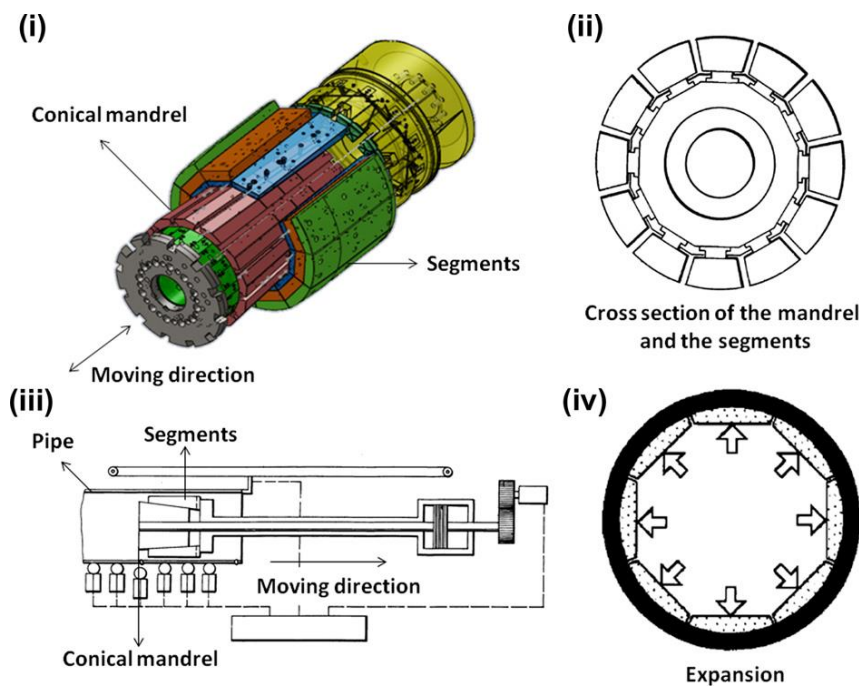 (i)
Conical mandrel
Segments
Moving direction
(ii)
Cross section of the mandrel
and the segments
(iii)
Pipe
Segments
Moving direction
Conical mandrel
(iv)
Expansion